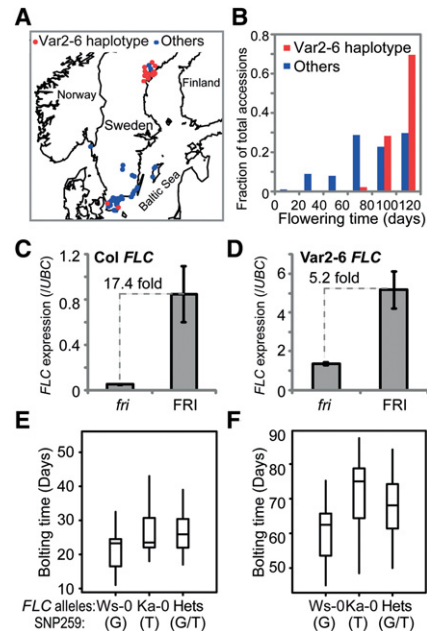 A
Var2-6 haplotype
Others
Norway
Finland
Sweden
Baltic Sea
B
Var2-6 haplotype
Others
Fraction of total accessions
0.8
0.6
0.4
0.2
0
20 40 60 80 100 120
Flowering time (days)
C
Col FLC
17.4 fold
FLC expression (/UBC)
1.2
0.8
0.4
0
fri FRI
D
Var2-6 FLC
5.2 fold
FLC expression (/UBC)
6
4
2
0
fri FRI
E
Bolting time (Days)
50
40
30
20
10
FLC alleles: Ws-0 Ka-0 Hets
SNP259: (G) (T) (G/T)
F
Bolting time (Days)
90
80
70
60
50
Ws-0 Ka-0 Hets
(G) (T) (G/T)